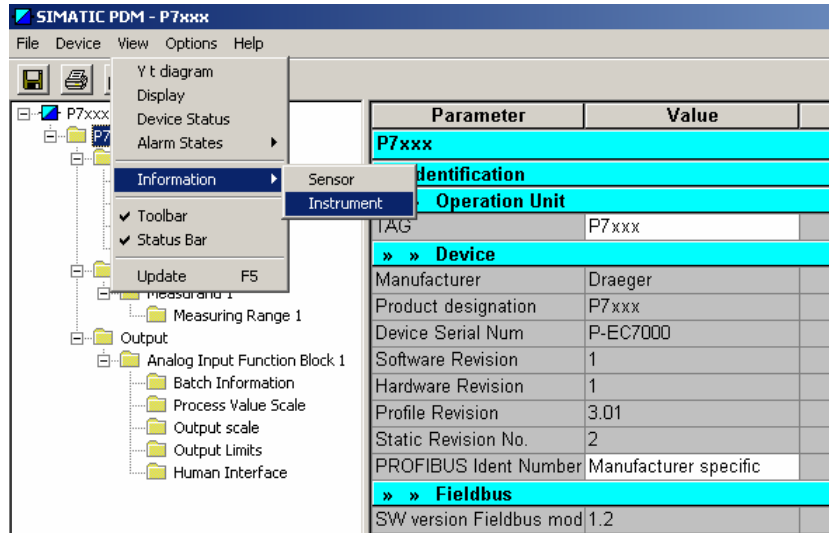 SIMATIC PDM - P7xxx
File Device View Options Help
Y t diagram
Display
Device Status
Alarm States
Information
Toolbar
Status Bar
Update F5
Sensor
Instrument
P7xxx
P7
Measurand 1
Measuring Range 1
Output
Analog Input Function Block 1
Batch Information
Process Value Scale
Output scale
Output Limits
Human Interface
Parameter Value
P7xxx
dentification
» Operation Unit
TAG P7xxx
» » Device
Manufacturer Draeger
Product designation P7xxx
Device Serial Num P-EC7000
Software Revision 1
Hardware Revision 1
Profile Revision 3.01
Static Revision No. 2
PROFIBUS Ident Number Manufacturer specific
» » Fieldbus
SW version Fieldbus mod 1.2